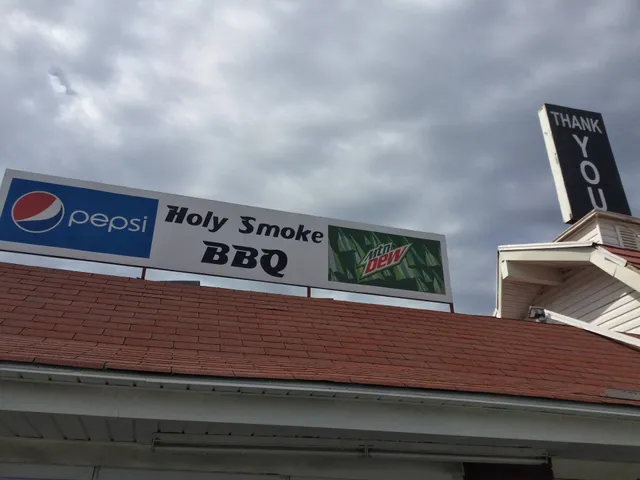 pepsi
Holy Smoke
BBQ
mtn
DEW
THANK
YOU